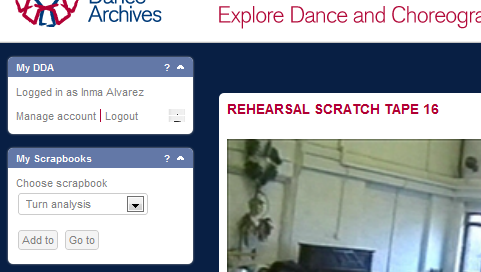 Dance
Archives
Explore Dance and Choreogra
My DDA ?
Logged in as Inma Alvarez
Manage account | Logout
REHEARSAL SCRATCH TAPE 16
My Scrapbooks ?
Choose scrapbook
Turn analysis
Add to Go to